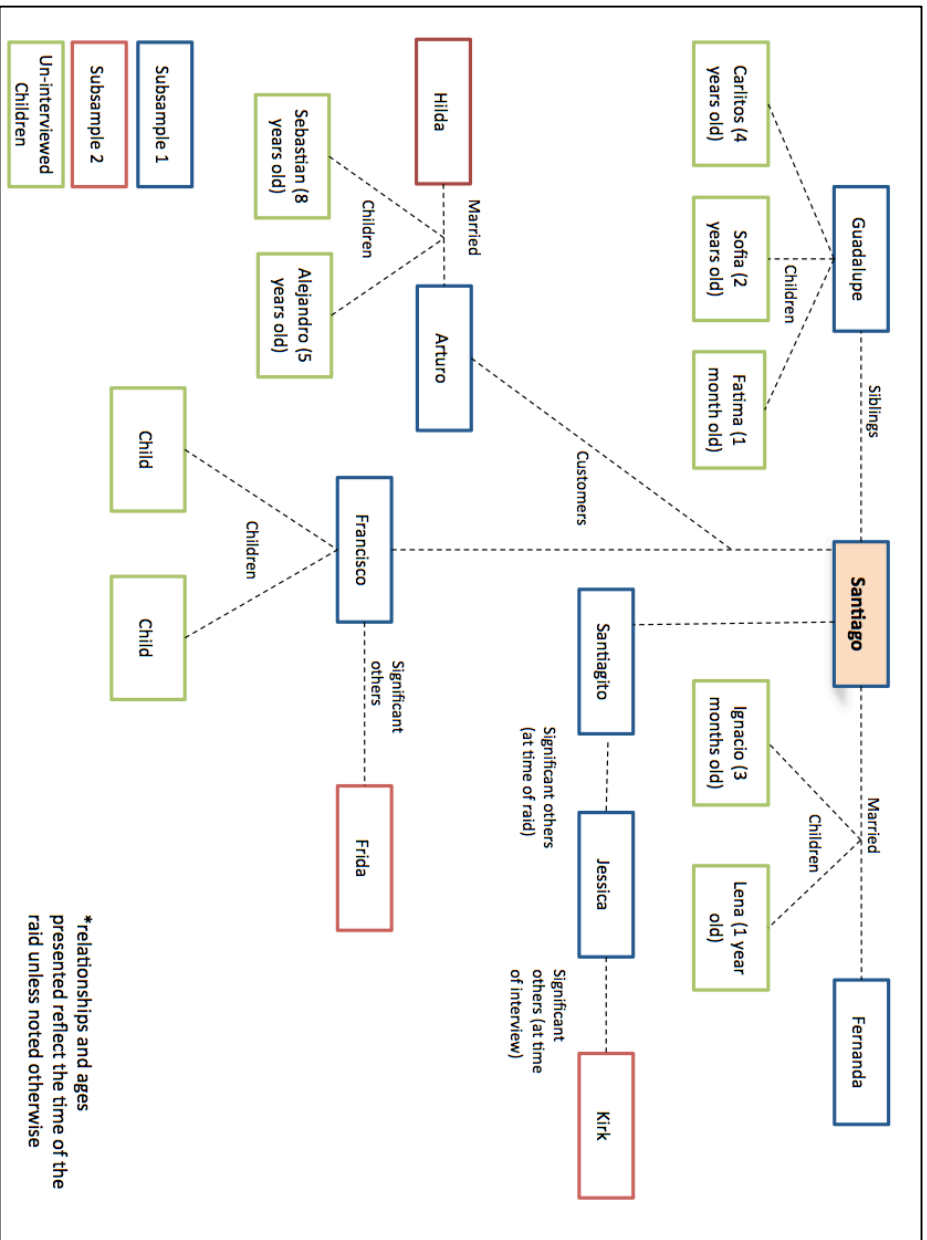 Guadalupe
Siblings
Santiago
Married
Fernanda
Carlitos (4
years old)
Sofia (2
years old)
Children
Fatima (1
month old)
Ignacio (3
months old)
Children
Lena (1 year
old)
Customers
Santiagito
Significant others
(at time of raid)
Jessica
Significant
others (at time
of interview)
Kirk
Hilda
Married
Arturo
Sebastian (8
years old)
Children
Alejandro (5
years old)
Francisco
Significant
others
Frida
Children
Child
Child
Subsample 1
Subsample 2
Un-interviewed
Children
*relationships and ages
presented reflect the time of the
raid unless noted otherwise